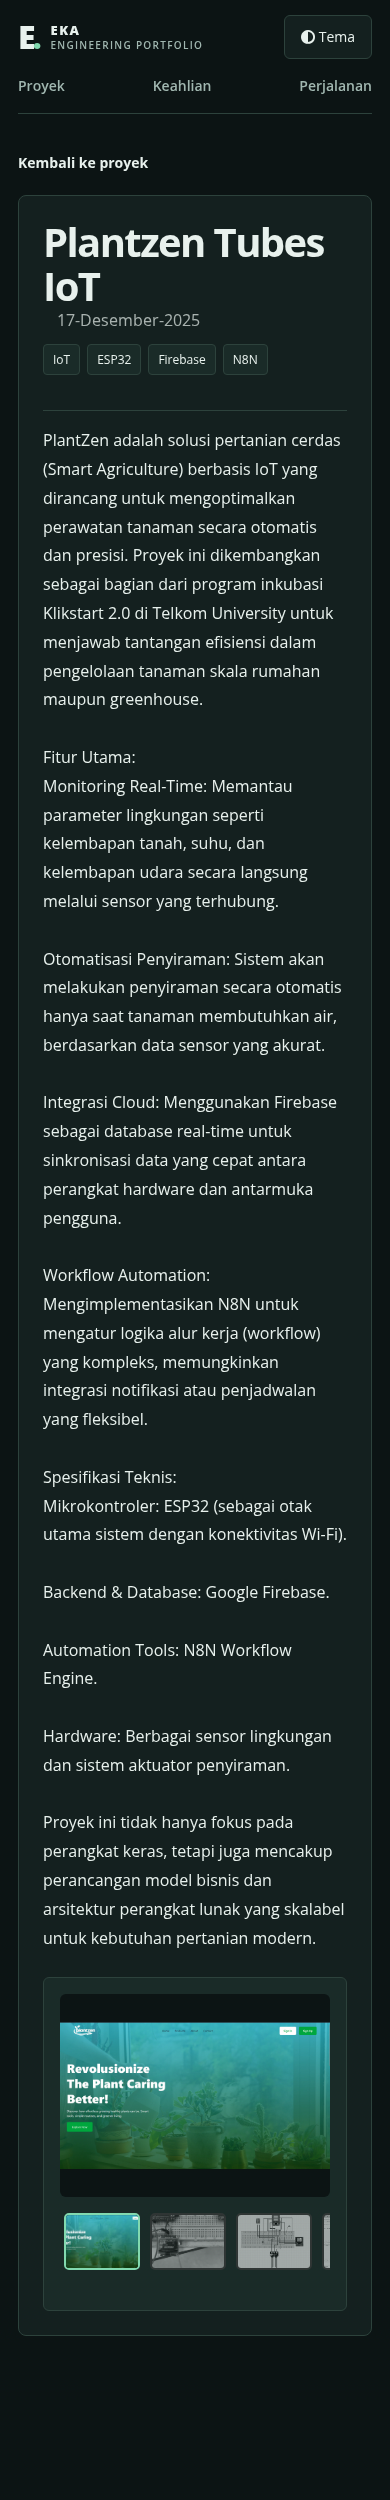 E.
EKA
ENGINEERING PORTFOLIO
Tema
Proyek
Keahlian
Perjalanan
Kembali ke proyek
Plantzen Tubes
IoT
17-Desember-2025
IoT
ESP32
Firebase
N8N
PlantZen adalah solusi pertanian cerdas
(Smart Agriculture) berbasis IoT yang
dirancang untuk mengoptimalkan
perawatan tanaman secara otomatis
dan presisi. Proyek ini dikembangkan
sebagai bagian dari program inkubasi
Klikstart 2.0 di Telkom University untuk
menjawab tantangan efisiensi dalam
pengelolaan tanaman skala rumahan
maupun greenhouse.
Fitur Utama:
Monitoring Real-Time: Memantau
parameter lingkungan seperti
kelembapan tanah, suhu, dan
kelembapan udara secara langsung
melalui sensor yang terhubung.
Otomatisasi Penyiraman: Sistem akan
melakukan penyiraman secara otomatis
hanya saat tanaman membutuhkan air,
berdasarkan data sensor yang akurat.
Integrasi Cloud: Menggunakan Firebase
sebagai database real-time untuk
sinkronisasi data yang cepat antara
perangkat hardware dan antarmuka
pengguna.
Workflow Automation:
Mengimplementasikan N8N untuk
mengatur logika alur kerja (workflow)
yang kompleks, memungkinkan
integrasi notifikasi atau penjadwalan
yang fleksibel.
Spesifikasi Teknis:
Mikrokontroler: ESP32 (sebagai otak
utama sistem dengan konektivitas Wi-Fi).
Backend & Database: Google Firebase.
Automation Tools: N8N Workflow
Engine.
Hardware: Berbagai sensor lingkungan
dan sistem aktuator penyiraman.
Proyek ini tidak hanya fokus pada
perangkat keras, tetapi juga mencakup
perancangan model bisnis dan
arsitektur perangkat lunak yang skalabel
untuk kebutuhan pertanian modern.
Revolusionize
The Plant Caring
Better!